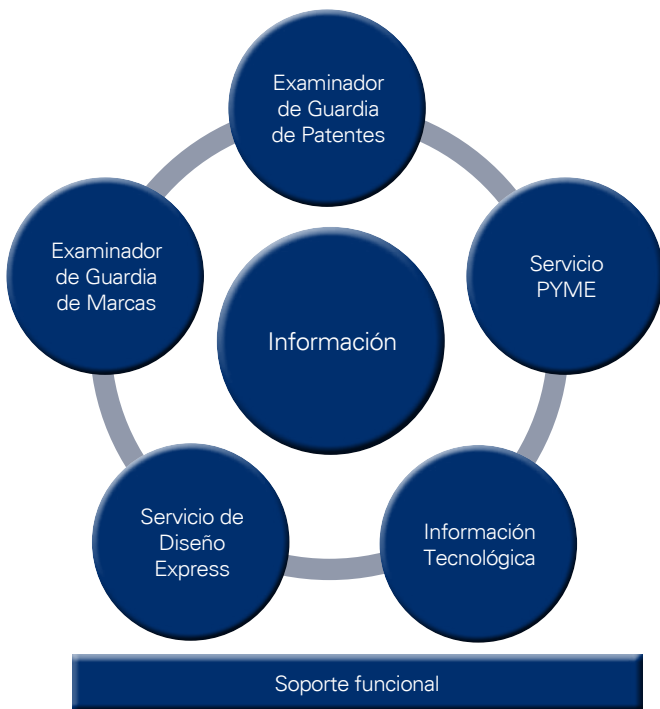 Examinador
de Guardia
de Patentes
Examinador
de Guardia
de Marcas
Servicio
PYME
Información
Servicio de
Diseño
Express
Información
Tecnológica
Soporte funcional